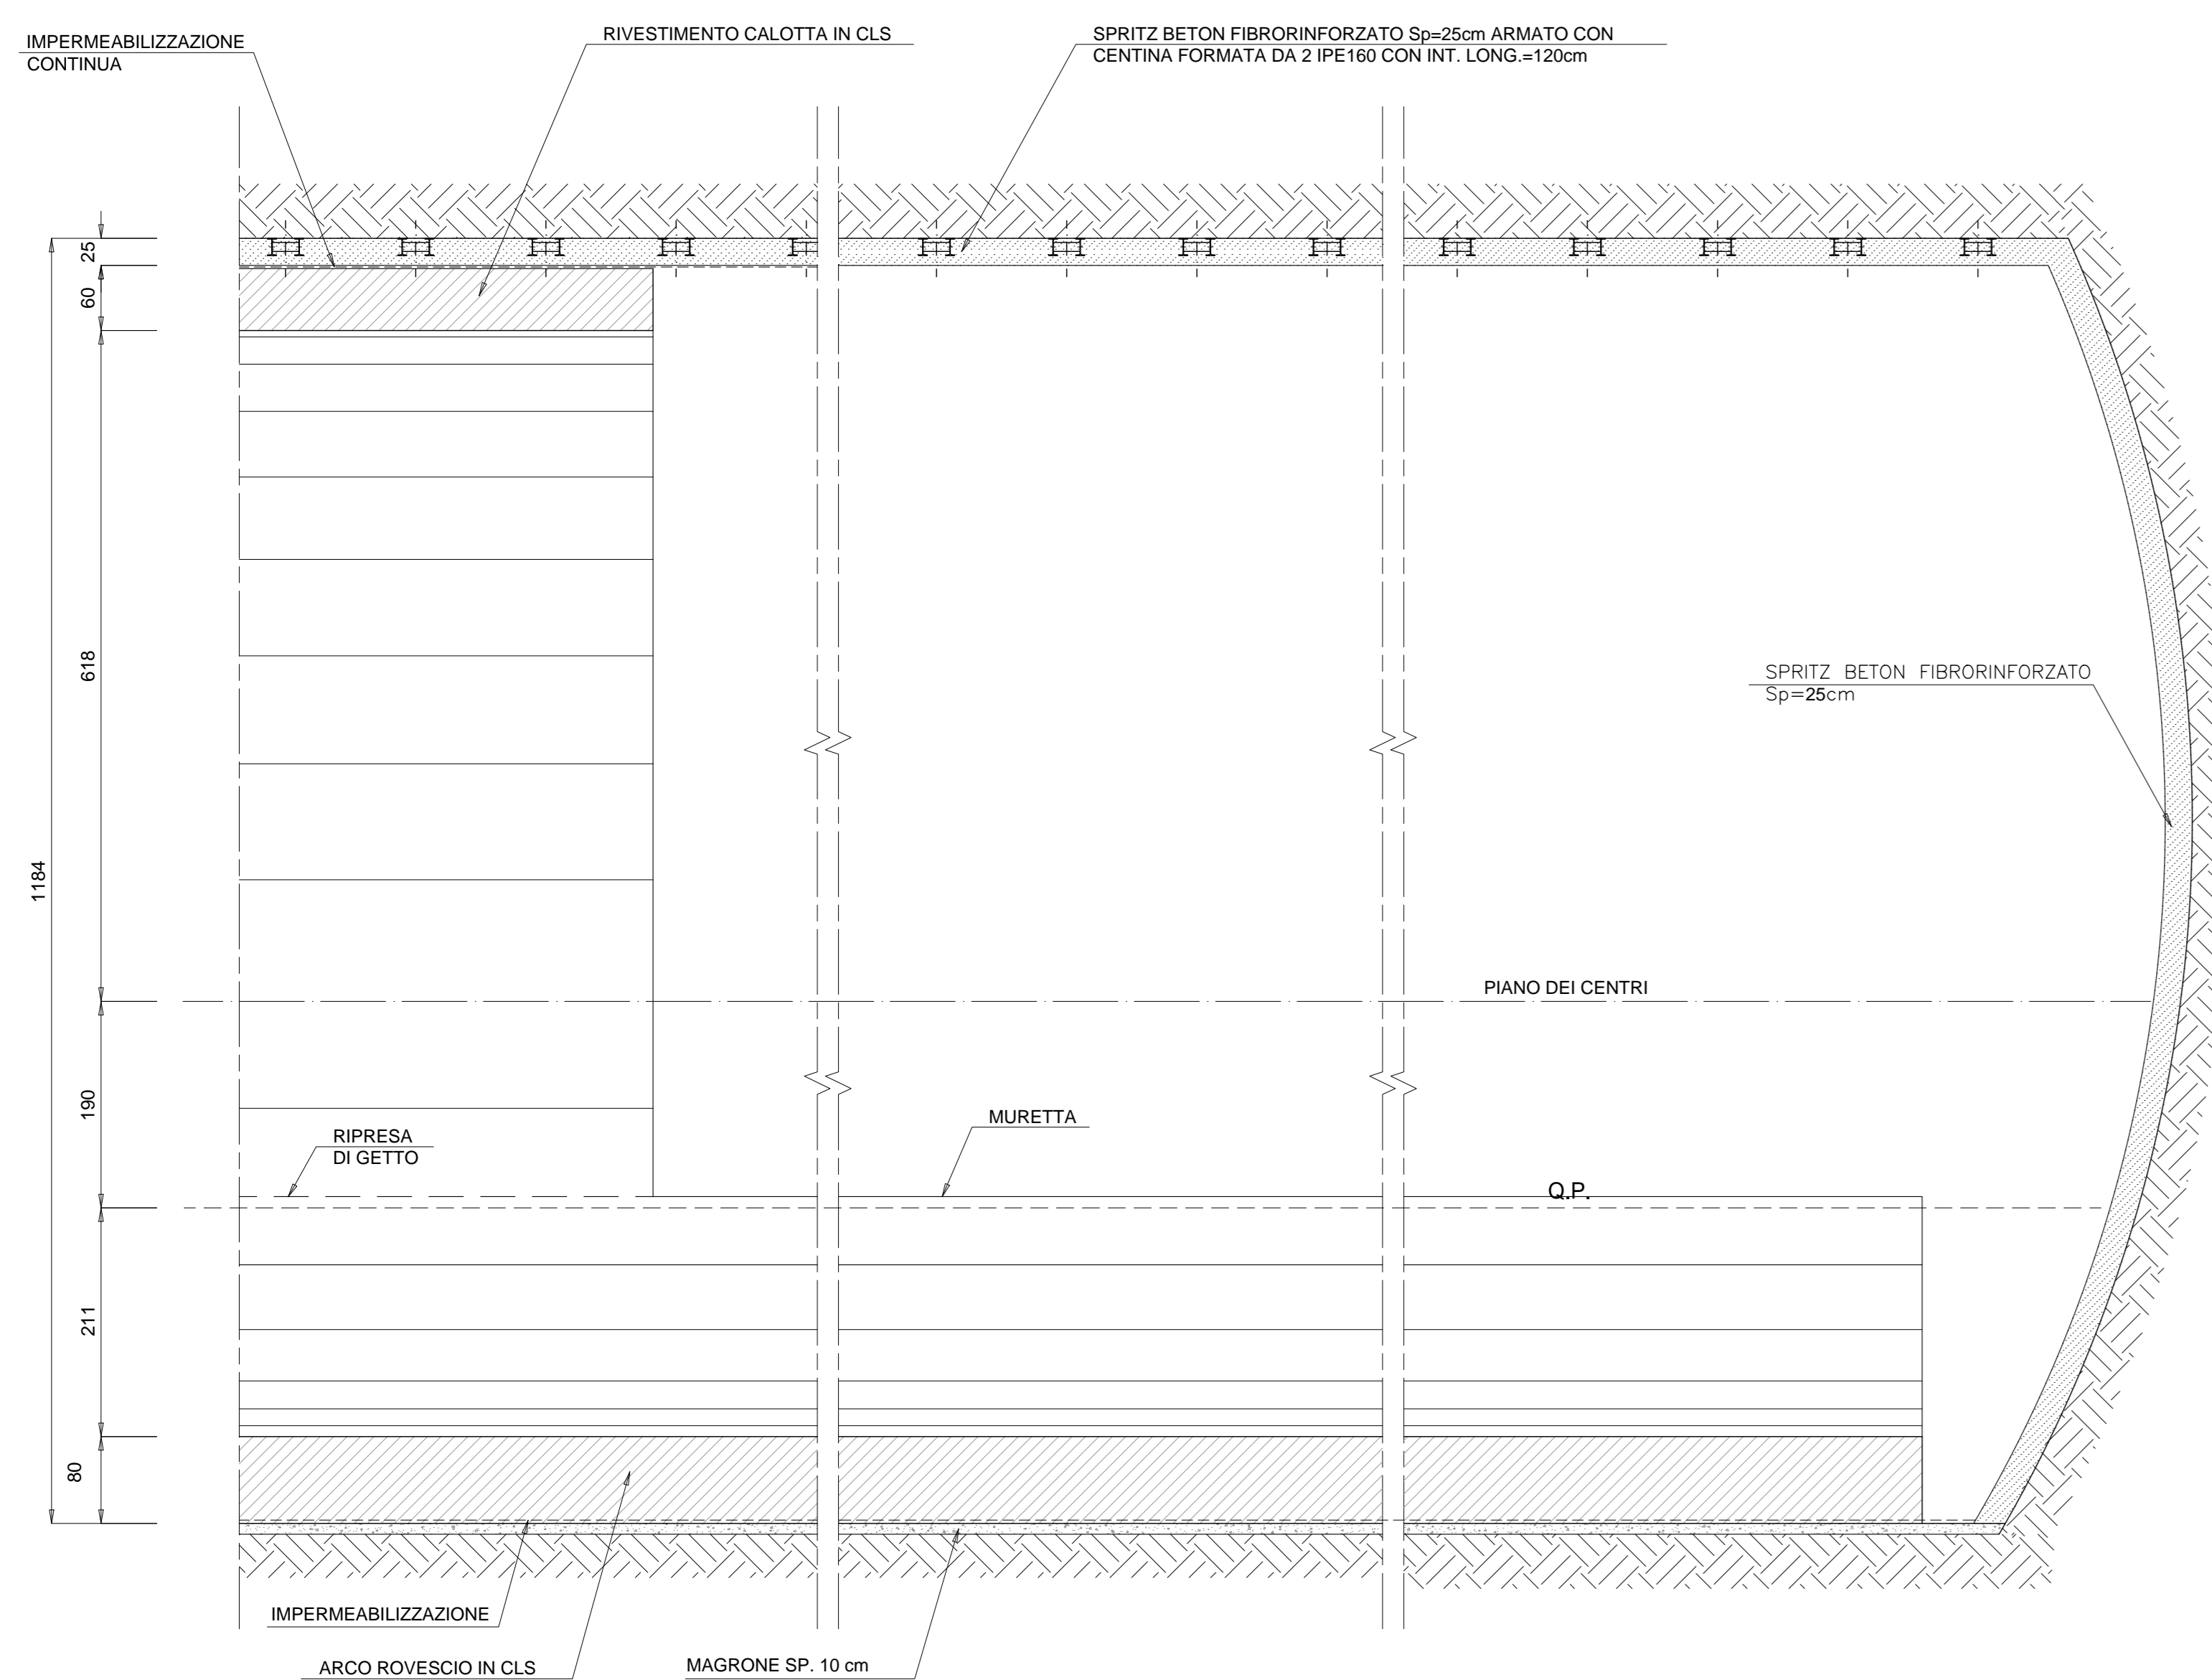 IMPERMEABILIZZAZIONE
CONTINUA
RIVESTIMENTO CALOTTA IN CLS
SPRITZ BETON FIBRORINFORZATO Sp=25cm ARMATO CON
CENTINA FORMATA DA 2 IPE160 CON INT. LONG.=120cm
25
60
618
1184
190
211
80
SPRITZ BETON FIBRORINFORZATO
Sp=25cm
PIANO DEI CENTRI
MURETTA
RIPRESA
DI GETTO
Q.P.
IMPERMEABILIZZAZIONE
ARCO ROVESCIO IN CLS
MAGRONE SP. 10 cm